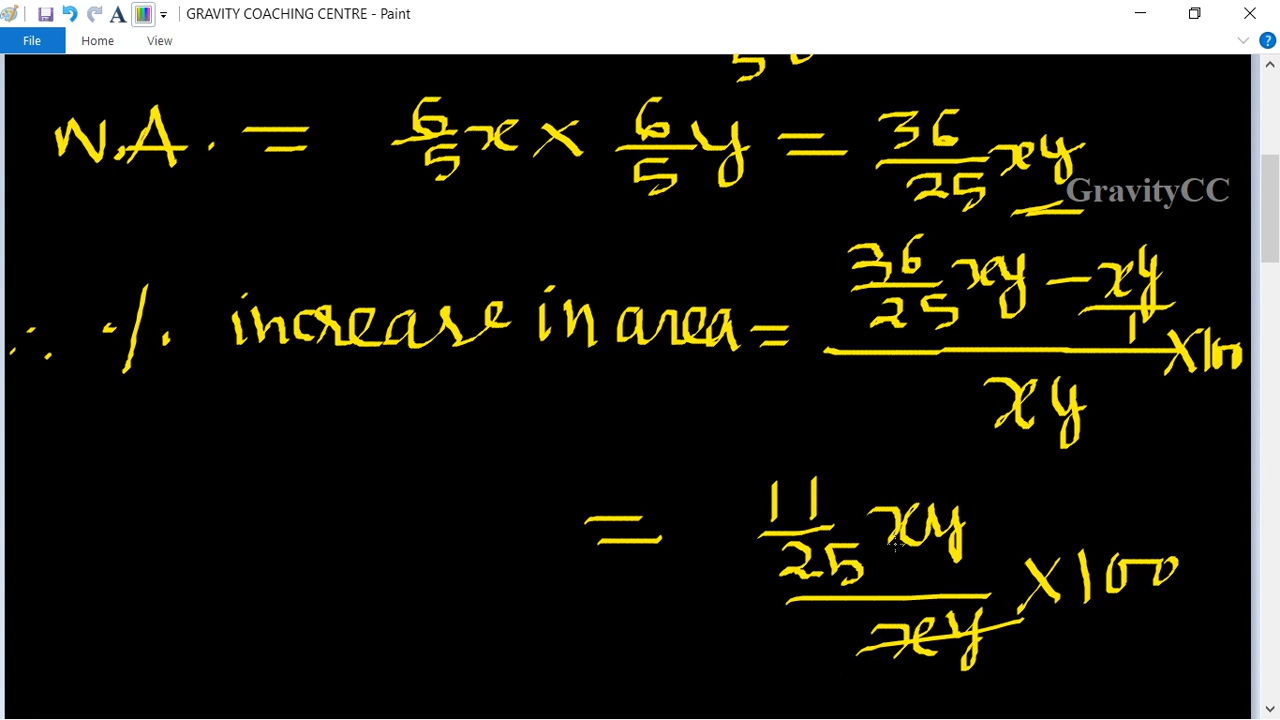 GRAVITY COACHING CENTRE - Paint
File Home View
N.A. = 6/5 x × 6/5 y = 36/25 xy
GravityCC
∴ % increase in area = (36/25 xy - xy/1)/xy ×100
= (11/25 xy)/xy ×100